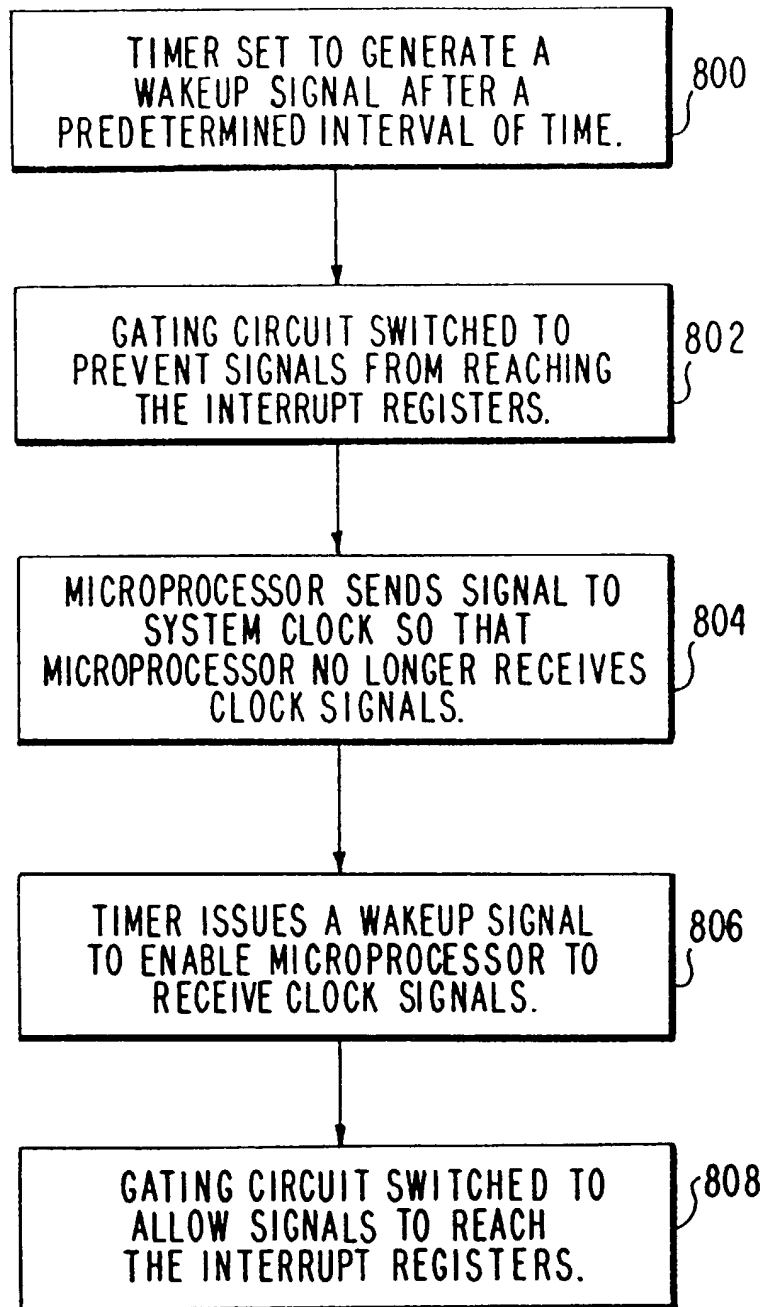 TIMER SET TO GENERATE A
WAKEUP SIGNAL AFTER A
PREDETERMINED INTERVAL OF TIME.
800
GATING CIRCUIT SWITCHED TO
PREVENT SIGNALS FROM REACHING
THE INTERRUPT REGISTERS.
802
MICROPROCESSOR SENDS SIGNAL TO
SYSTEM CLOCK SO THAT
MICROPROCESSOR NO LONGER RECEIVES
CLOCK SIGNALS.
804
TIMER ISSUES A WAKEUP SIGNAL
TO ENABLE MICROPROCESSOR TO
RECEIVE CLOCK SIGNALS.
806
GATING CIRCUIT SWITCHED TO
ALLOW SIGNALS TO REACH
THE INTERRUPT REGISTERS.
808